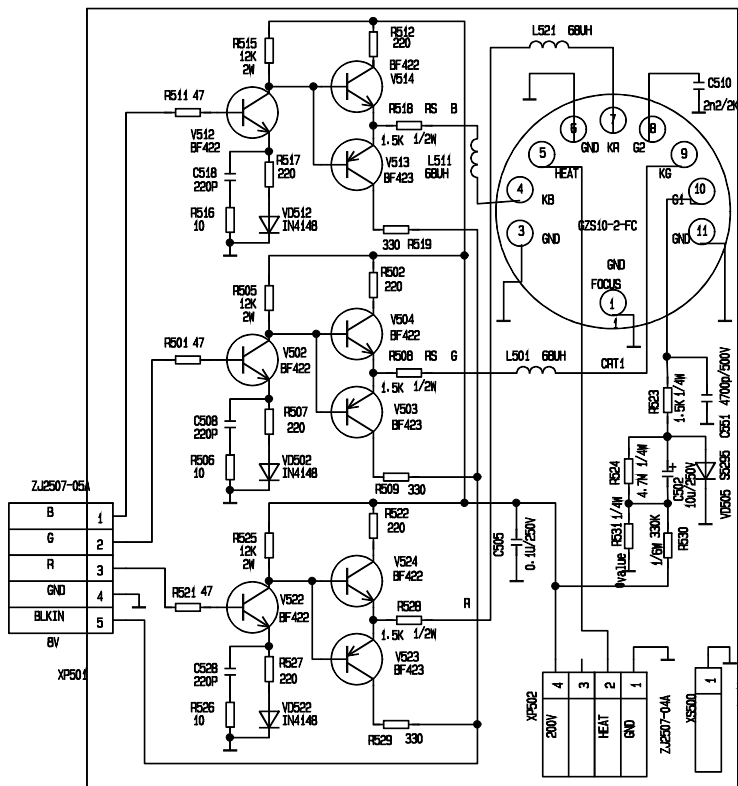 R515
12K
2W
R511 47
V512
BF422
C518
220P
R517
220
R516
10
VD512
IN4148
R512
220
BF422
V514
R518 RS B
1.5K 1/2W
V513
BF423
L511
68UH
330 R519
L521 68UH
C510
2n2/2K
6
GND
7
KR
8
G2
5
HEAT
9
KG
4
KB
10
G1
3
GND
11
GND
GZS10-2-FC
GND
FOCUS
1
1
CRT1
R505
12K
2W
R501 47
V502
BF422
C508
220P
R507
220
R506
10
VD502
IN4148
R502
220
V504
BF422
R508 RS G
1.5K 1/2W
V503
BF423
R509 330
L501 68UH
R523
1.5K 1/4W
C551 4700p/500V
R524
4.7M 1/4W
C502
10u/250V
+
VD505 S5295
R531 1/4W
0value
1/6W 330K
R530
ZJ2507-05A
B 1
G 2
R 3
GND 4
BLKIN 5
8V
XP501
R525
12K
2W
R521 47
V522
BF422
C528
220P
R527
220
R526
10
VD522
IN4148
R522
220
V524
BF422
R528
1.5K 1/2W
R
V523
BF423
R529 330
C505
0.1U/250V
XP502
4 3 2 1
200V HEAT GND
ZJ2507-04A
XS500
1